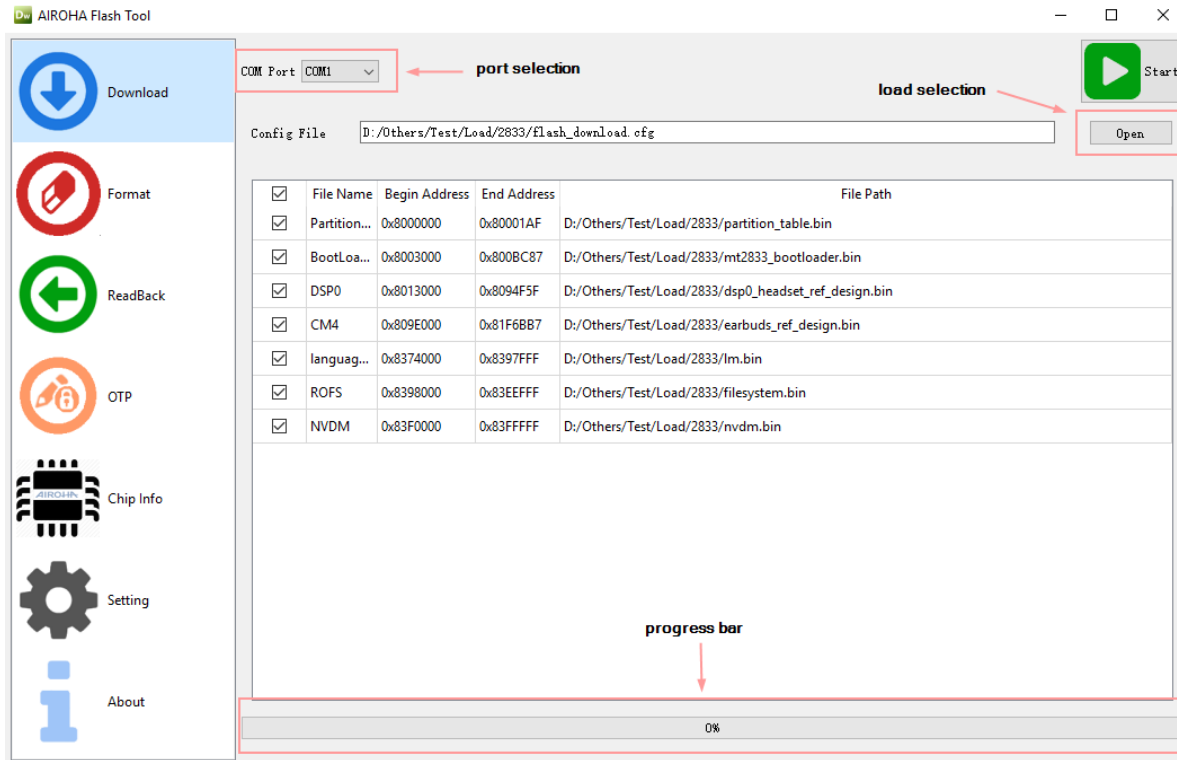 Dw AIROHA Flash Tool
Download
Format
ReadBack
OTP
AIROHA
Chip Info
Setting
About
COM Port COM1
port selection
load selection
Start
Config File D:/Others/Test/Load/2833/flash_download.cfg Open
File Name Begin Address End Address File Path
Partition... 0x8000000 0x80001AF D:/Others/Test/Load/2833/partition_table.bin
BootLoa... 0x8003000 0x800BC87 D:/Others/Test/Load/2833/mt2833_bootloader.bin
DSP0 0x8013000 0x8094F5F D:/Others/Test/Load/2833/dsp0_headset_ref_design.bin
CM4 0x809E000 0x81F6BB7 D:/Others/Test/Load/2833/earbuds_ref_design.bin
languag... 0x8374000 0x8397FFF D:/Others/Test/Load/2833/lm.bin
ROFS 0x8398000 0x83EEFFF D:/Others/Test/Load/2833/filesystem.bin
NVDM 0x83F0000 0x83FFFFF D:/Others/Test/Load/2833/nvdm.bin
progress bar
0%